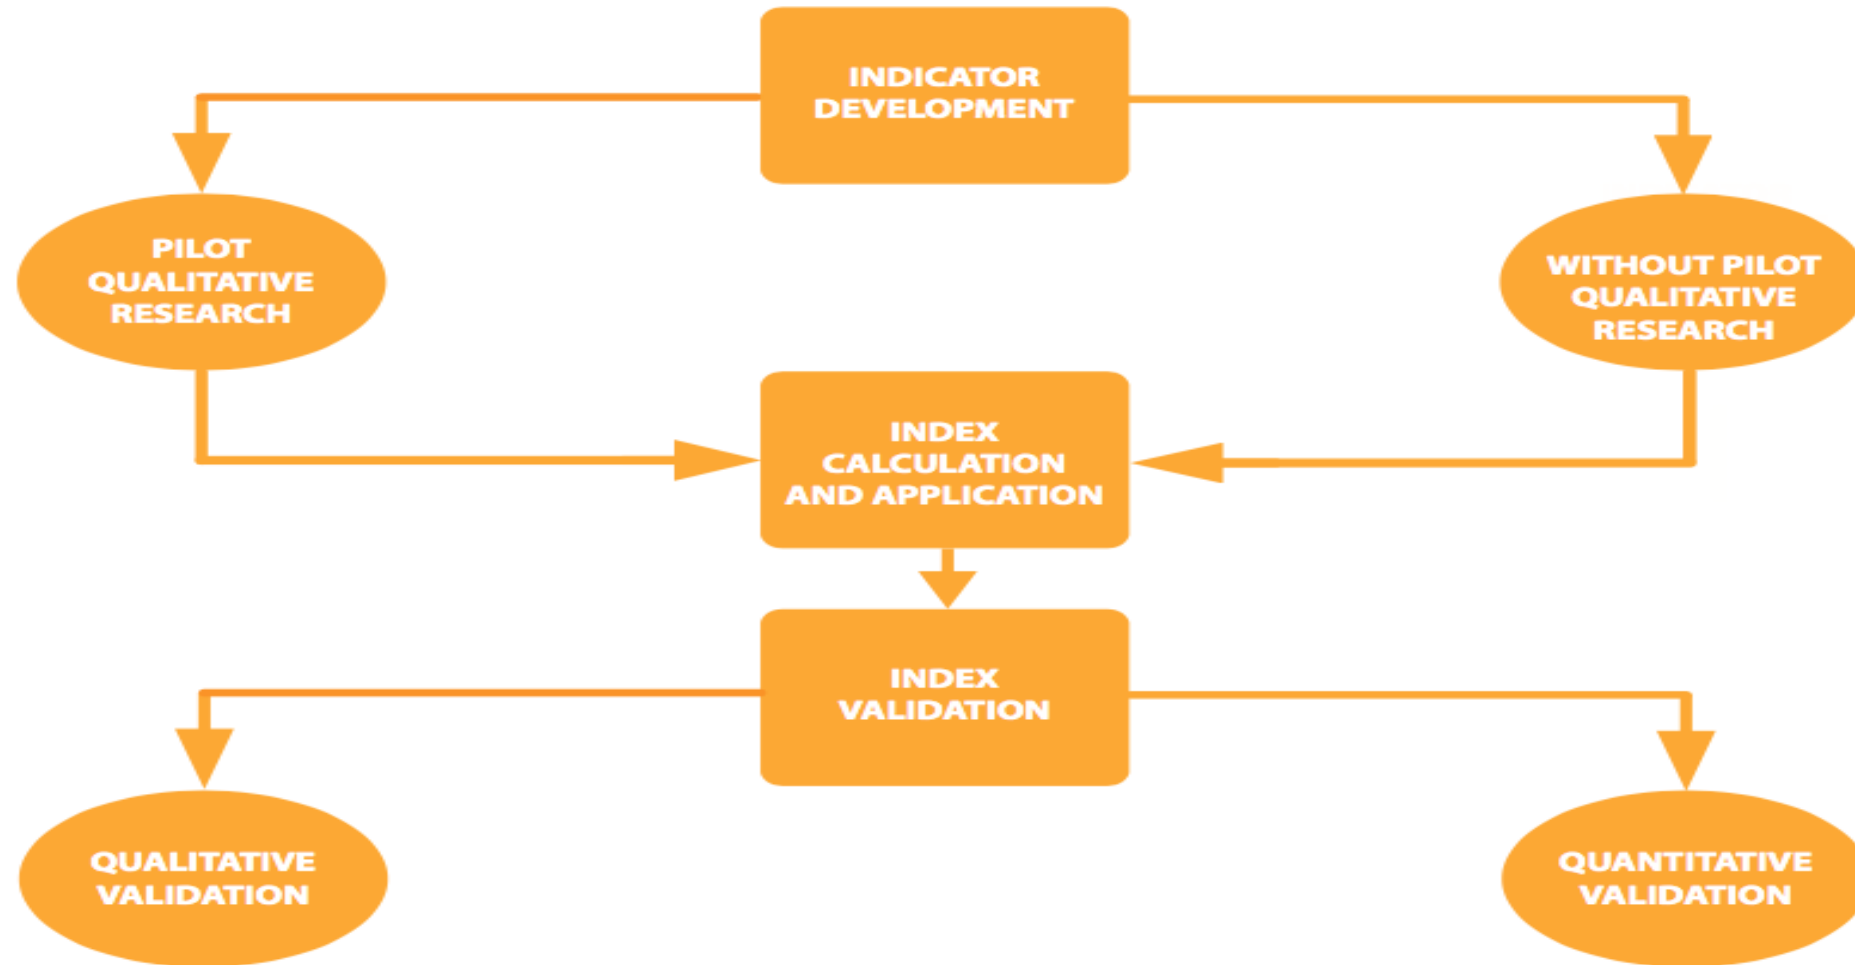 INDICATOR
DEVELOPMENT
PILOT
QUALITATIVE
RESEARCH
WITHOUT PILOT
QUALITATIVE
RESEARCH
INDEX
CALCULATION
AND APPLICATION
INDEX
VALIDATION
QUALITATIVE
VALIDATION
QUANTITATIVE
VALIDATION